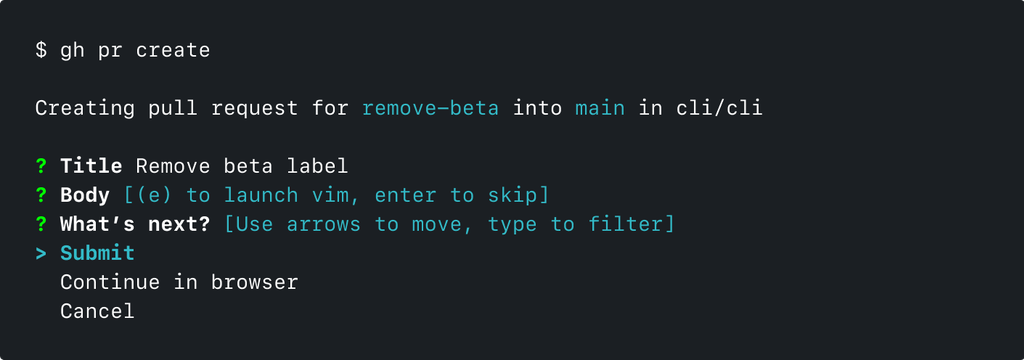 $ gh pr create
Creating pull request for remove-beta into main in cli/cli
? Title Remove beta label
? Body [(e) to launch vim, enter to skip]
? What’s next? [Use arrows to move, type to filter]
> Submit
Continue in browser
Cancel